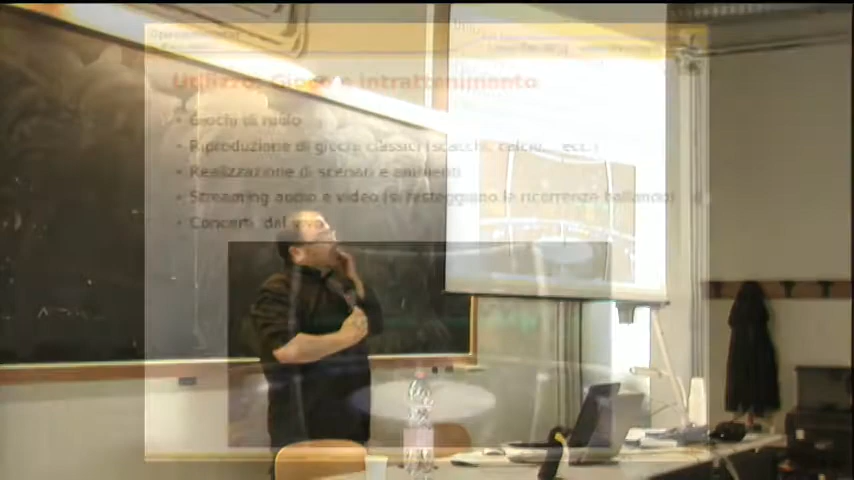 Utilizzo: Giochi e intrattenimento
• Giochi di ruolo
• Riproduzione di giochi classici (scacchi, calcio, ecc.)
• Realizzazione di scenari e ambienti
• Streaming audio e video (si festeggiano le ricorrenze ballando)
• Concerti dal vivo